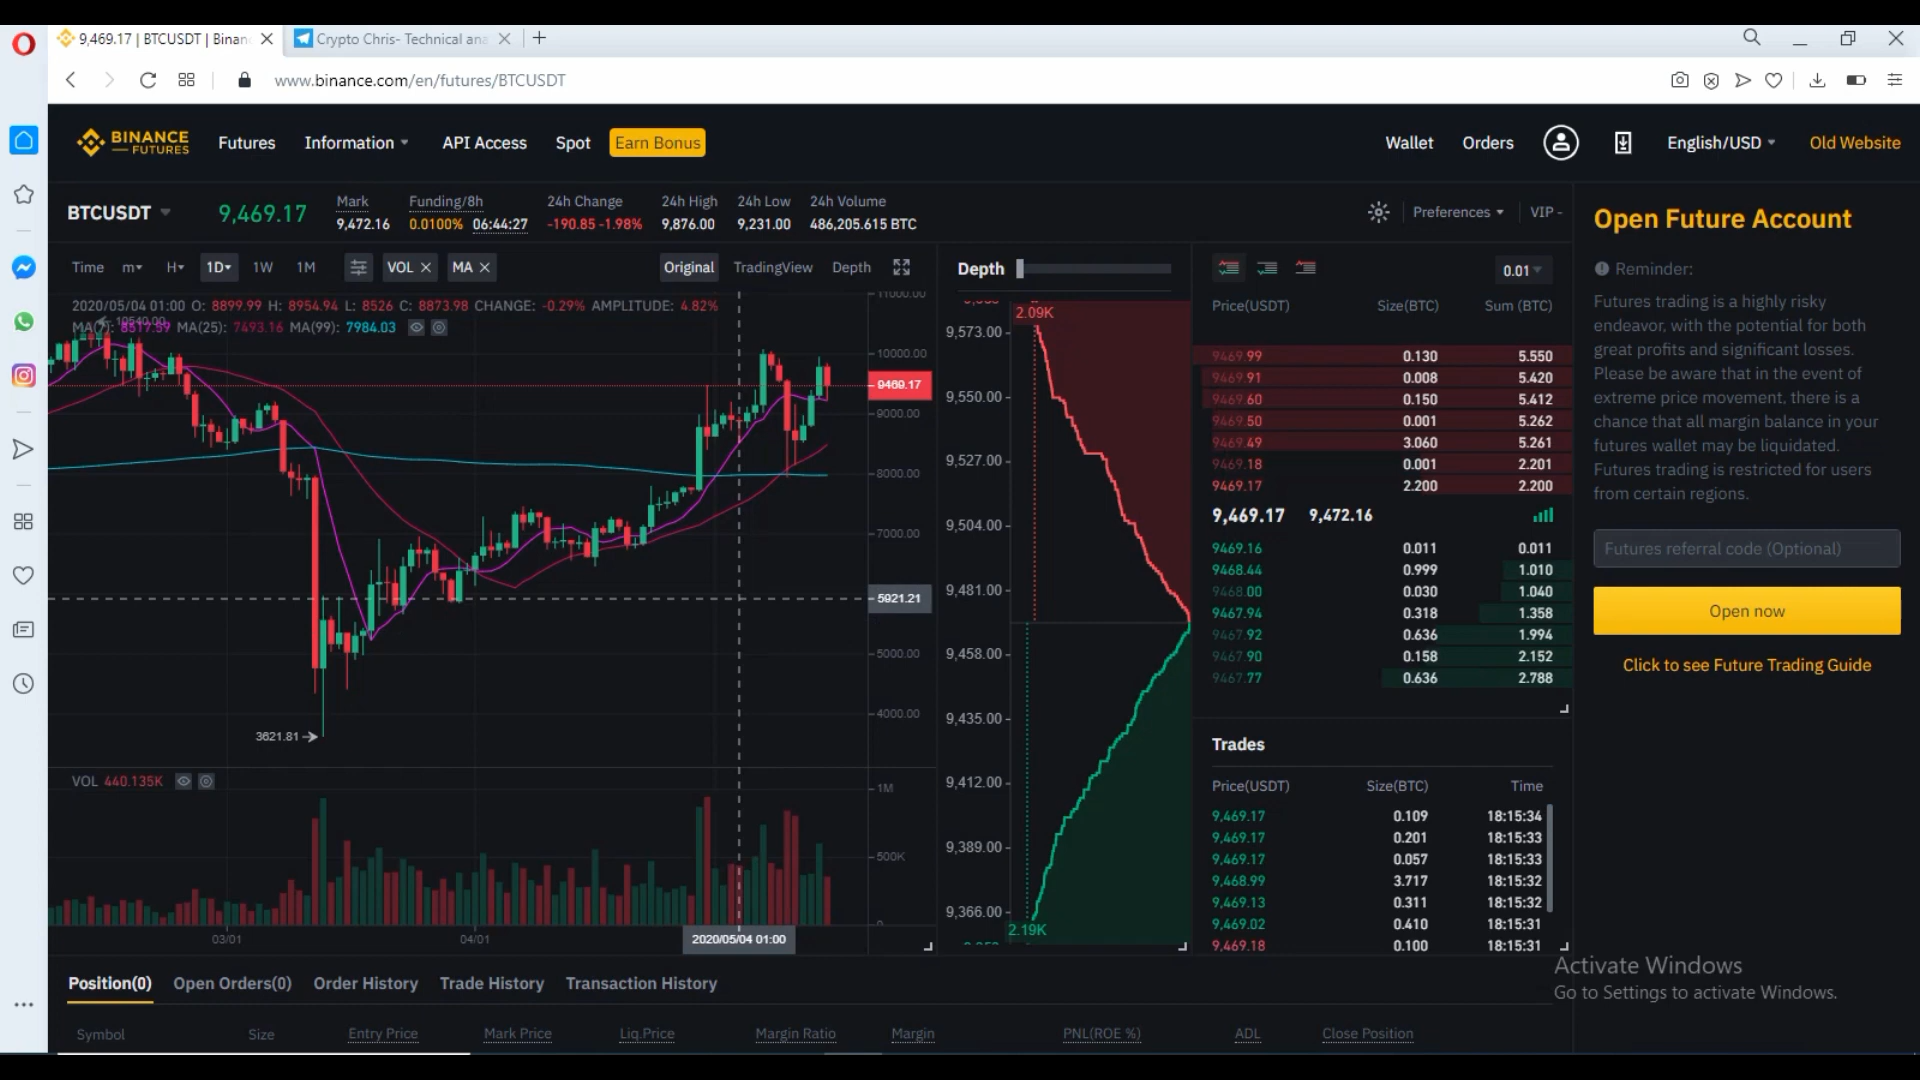 9,469.17 | BTCUSDT | Binan
Crypto Chris- Technical ana
www.binance.com/en/futures/BTCUSDT
BINANCE
FUTURES
Futures
Information
API Access
Spot
Earn Bonus
Wallet
Orders
English/USD
Old Website
BTCUSDT
9,469.17
Mark
9,472.16
Funding/8h
0.0100% 06:44:27
24h Change
-190.85 -1.98%
24h High
9,876.00
24h Low
9,231.00
24h Volume
486,205.615 BTC
Preferences
VIP -
Time m H 1D 1W 1M VOL MA
Original TradingView Depth
2020/05/04 01:00 O: 8899.99 H: 8954.94 L: 8526 C: 8873.98 CHANGE: -0.29% AMPLITUDE: 4.82%
MA(7): 8517.59 MA(25): 7493.16 MA(99): 7984.03
10540.00
11000.00
10000.00
9469.17
9000.00
8000.00
7000.00
5921.21
5000.00
4000.00
3621.81
VOL 440.135K
1M
500K
0
03/01
04/01
2020/05/04 01:00
Depth
2.09K
9,573.00
9,550.00
9,527.00
9,504.00
9,481.00
9,458.00
9,435.00
9,412.00
9,389.00
9,366.00
2.19K
0.01
Price(USDT) Size(BTC) Sum (BTC)
9469.99 0.130 5.550
9469.91 0.008 5.420
9469.60 0.150 5.412
9469.50 0.001 5.262
9469.49 3.060 5.261
9469.18 0.001 2.201
9469.17 2.200 2.200
9,469.17 9,472.16
9469.16 0.011 0.011
9468.44 0.999 1.010
9468.00 0.030 1.040
9467.94 0.318 1.358
9467.92 0.636 1.994
9467.90 0.158 2.152
9467.77 0.636 2.788
Trades
Price(USDT) Size(BTC) Time
9,469.17 0.109 18:15:34
9,469.17 0.201 18:15:33
9,469.17 0.057 18:15:33
9,468.99 3.717 18:15:32
9,469.13 0.311 18:15:32
9,469.02 0.410 18:15:31
9,469.18 0.100 18:15:31
Open Future Account
Reminder:
Futures trading is a highly risky
endeavor, with the potential for both
great profits and significant losses.
Please be aware that in the event of
extreme price movement, there is a
chance that all margin balance in your
futures wallet may be liquidated.
Futures trading is restricted for users
from certain regions.
Futures referral code (Optional)
Open now
Click to see Future Trading Guide
Activate Windows
Go to Settings to activate Windows.
Position(0) Open Orders(0) Order History Trade History Transaction History
Symbol Size Entry Price Mark Price Liq.Price Margin Ratio Margin PNL(ROE %) ADL Close Position